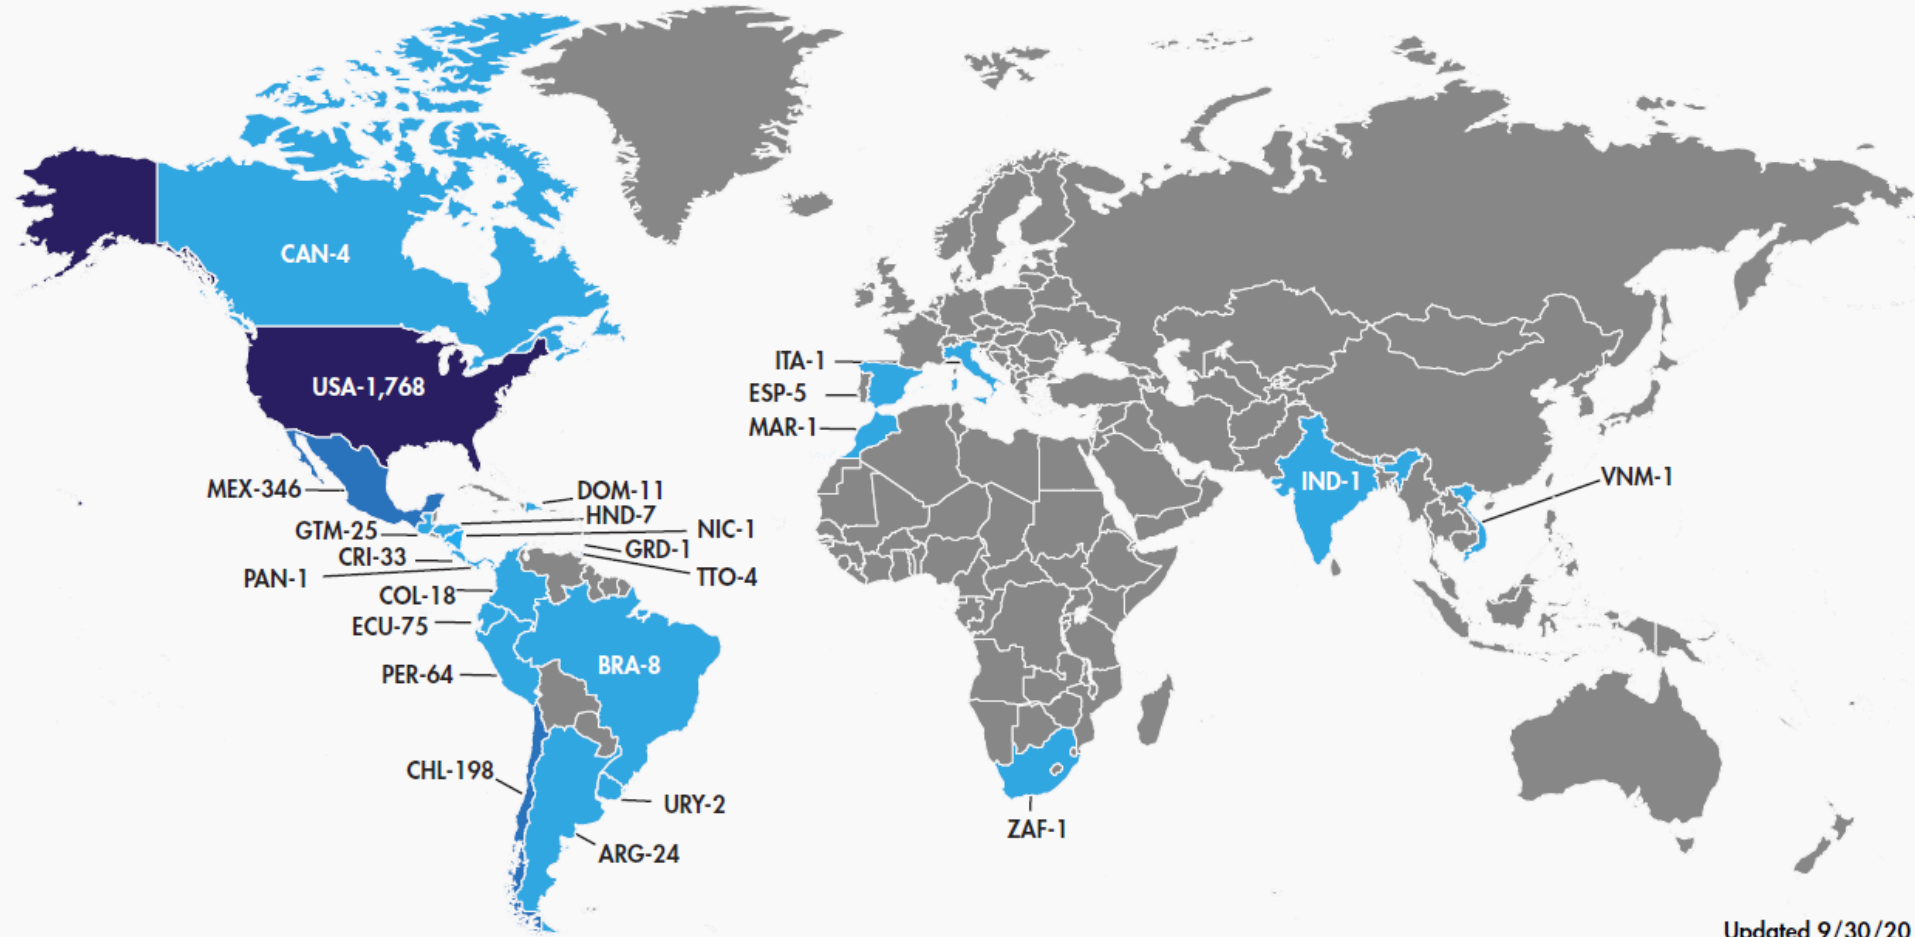 CAN-4
USA-1,768
ITA-1
ESP-5
MAR-1
MEX-346
DOM-11
HND-7
GTM-25
NIC-1
CRI-33
GRD-1
PAN-1
TTO-4
COL-18
ECU-75
PER-64
BRA-8
CHL-198
URY-2
ARG-24
ZAF-1
IND-1
VNM-1
Updated 9/30/20